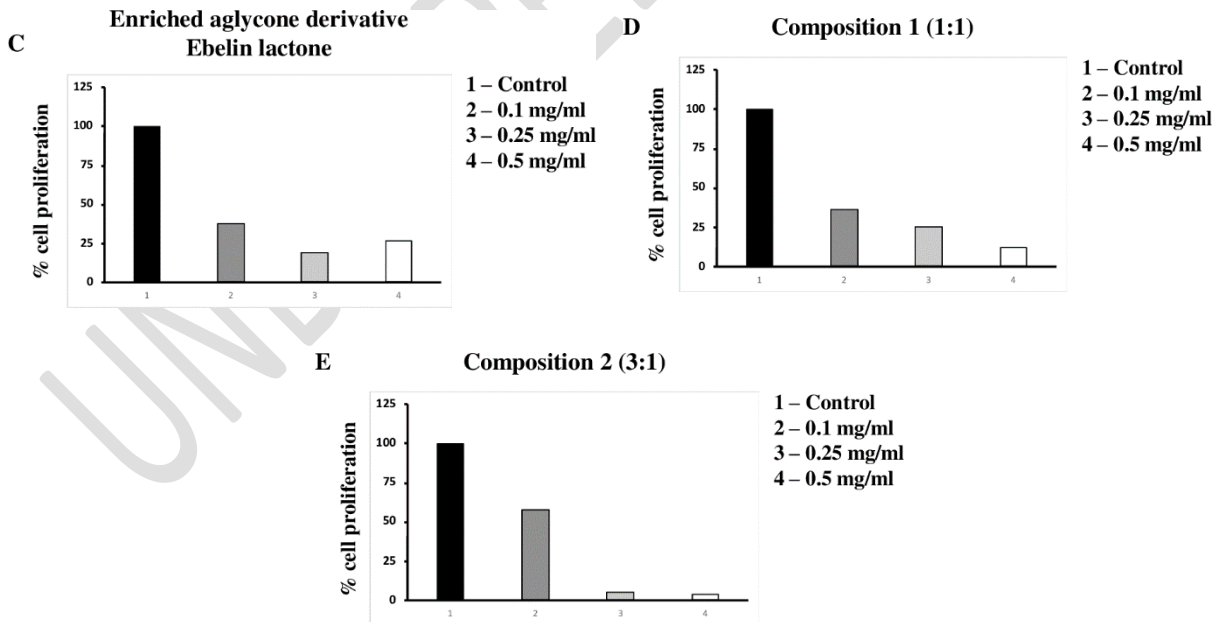 C
Enriched aglycone derivative
Ebelin lactone
% cell proliferation
125
100
75
50
25
0
1
2
3
4
1 – Control
2 – 0.1 mg/ml
3 – 0.25 mg/ml
4 – 0.5 mg/ml
D
Composition 1 (1:1)
% cell proliferation
125
100
75
50
25
0
1
2
3
4
1 – Control
2 – 0.1 mg/ml
3 – 0.25 mg/ml
4 – 0.5 mg/ml
E
Composition 2 (3:1)
% cell proliferation
125
100
75
50
25
0
1
2
3
4
1 – Control
2 – 0.1 mg/ml
3 – 0.25 mg/ml
4 – 0.5 mg/ml